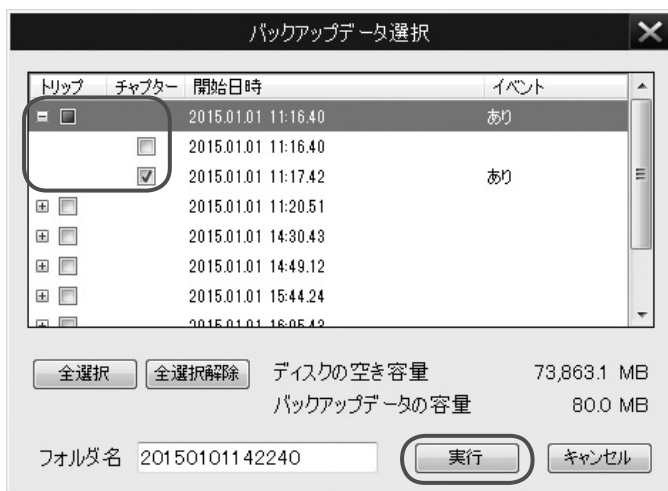 バックアップデータ選択
トリップ チャプター 開始日時 イベント
2015.01.01 11:16.40 あり
2015.01.01 11:16.40
2015.01.01 11:17.42 あり
2015.01.01 11:20.51
2015.01.01 14:30.43
2015.01.01 14:49.12
2015.01.01 15:44.24
2015.01.01 16:05.43
全選択 全選択解除 ディスクの空き容量 73,863.1 MB
バックアップデータの容量 80.0 MB
フォルダ名 20150101142240 実行 キャンセル